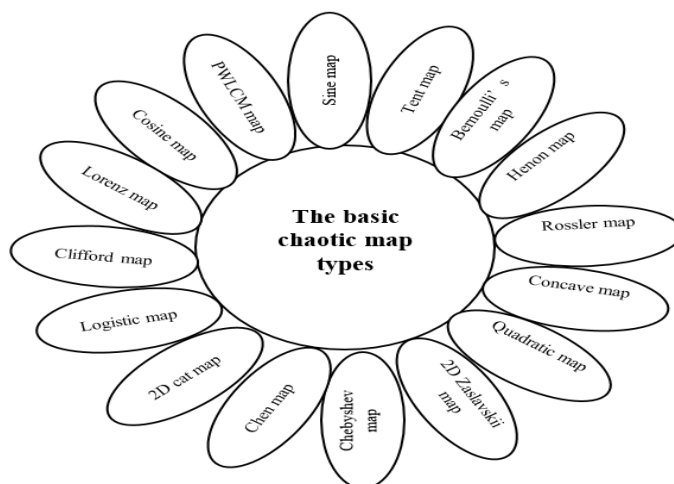 The basic
chaotic map
types
Sine map
Tent map
Bernoulli' s
map
Henon map
Rossler map
Concave map
Quadratic map
2D Zaslavskii
map
Chebyshev
map
Chen map
2D cat map
Logistic map
Clifford map
Lorenz map
Cosine map
PWLCM map